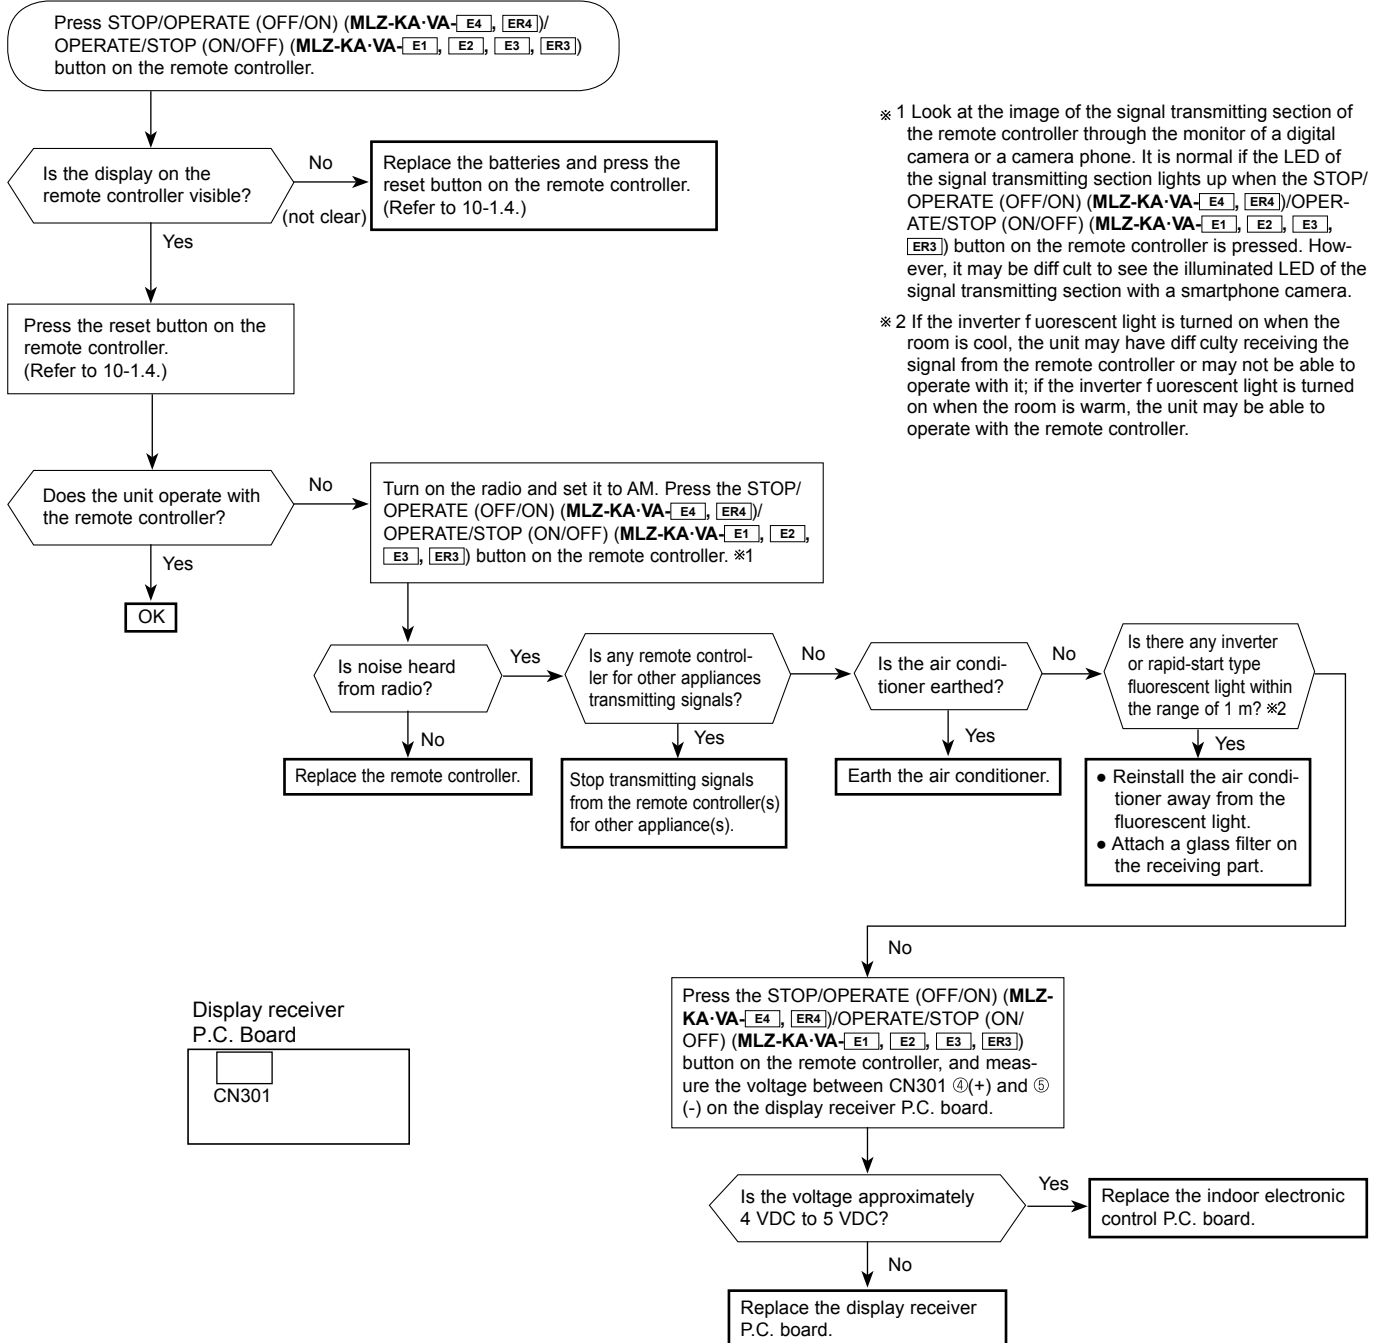 Press STOP/OPERATE (OFF/ON) (MLZ-KA·VA- E4 , ER4 )/
OPERATE/STOP (ON/OFF) (MLZ-KA·VA- E1 , E2 , E3 , ER3 )
button on the remote controller.
Is the display on the
remote controller visible?
No
(not clear)
Replace the batteries and press the
reset button on the remote controller.
(Refer to 10-1.4.)
Yes
Press the reset button on the
remote controller.
(Refer to 10-1.4.)
Does the unit operate with
the remote controller?
No
Yes
OK
Turn on the radio and set it to AM. Press the STOP/
OPERATE (OFF/ON) (MLZ-KA·VA- E4 , ER4 )/
OPERATE/STOP (ON/OFF) (MLZ-KA·VA- E1 , E2 ,
E3 , ER3 ) button on the remote controller. ※1
Is noise heard
from radio?
Yes
No
Replace the remote controller.
Is any remote control-
ler for other appliances
transmitting signals?
No
Yes
Stop transmitting signals
from the remote controller(s)
for other appliance(s).
Is the air condi-
tioner earthed?
No
Yes
Earth the air conditioner.
Is there any inverter
or rapid-start type
fluorescent light within
the range of 1 m? ※2
Yes
● Reinstall the air condi-
tioner away from the
fluorescent light.
● Attach a glass filter on
the receiving part.
No
Press the STOP/OPERATE (OFF/ON) (MLZ-
KA·VA- E4 , ER4 )/OPERATE/STOP (ON/
OFF) (MLZ-KA·VA- E1 , E2 , E3 , ER3 )
button on the remote controller, and meas-
ure the voltage between CN301 ④(+) and ⑤
(-) on the display receiver P.C. board.
Is the voltage approximately
4 VDC to 5 VDC?
Yes
Replace the indoor electronic
control P.C. board.
No
Replace the display receiver
P.C. board.
Display receiver
P.C. Board
CN301
※ 1 Look at the image of the signal transmitting section of
the remote controller through the monitor of a digital
camera or a camera phone. It is normal if the LED of
the signal transmitting section lights up when the STOP/
OPERATE (OFF/ON) (MLZ-KA·VA- E4 , ER4 )/OPER-
ATE/STOP (ON/OFF) (MLZ-KA·VA- E1 , E2 , E3 ,
ER3 ) button on the remote controller is pressed. How-
ever, it may be diff cult to see the illuminated LED of the
signal transmitting section with a smartphone camera.
※ 2 If the inverter f uorescent light is turned on when the
room is cool, the unit may have diff culty receiving the
signal from the remote controller or may not be able to
operate with it; if the inverter f uorescent light is turned
on when the room is warm, the unit may be able to
operate with the remote controller.